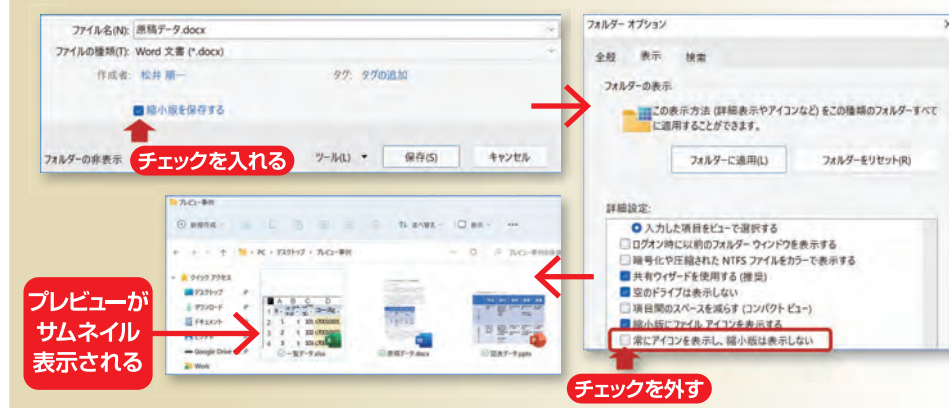 ファイル名(N): 原稿データ.docx
ファイルの種類(T): Word 文書 (*.docx)
作成者: 松井 順一
タグ: タグの追加
縮小版を保存する
フォルダーの非表示
チェックを入れる
ツール(L)
保存(S)
キャンセル
フォルダー オプション
全般 表示 検索
フォルダーの表示
この表示方法 (詳細表示やアイコンなど) をこの種類のフォルダーすべて
に適用することができます。
フォルダーに適用(L)
フォルダーをリセット(R)
詳細設定:
入力した項目をビューで選択する
ログオン時に以前のフォルダー ウィンドウを表示する
暗号化や圧縮された NTFS ファイルをカラーで表示する
共有ウィザードを使用する (推奨)
空のドライブは表示しない
項目間のスペースを減らす (コンパクト ビュー)
縮小版にファイル アイコンを表示する
常にアイコンを表示し、縮小版は表示しない
チェックを外す
プレビュー事例
新規作成
並べ替え
表示
PC › デスクトップ › プレビュー事例
クイック アクセス
デスクトップ
ダウンロード
ドキュメント
Google Drive
Work
A B C D
一覧データ.xlsx
原稿データ.docx
図表データ.pptx
プレビューが
サムネイル
表示される